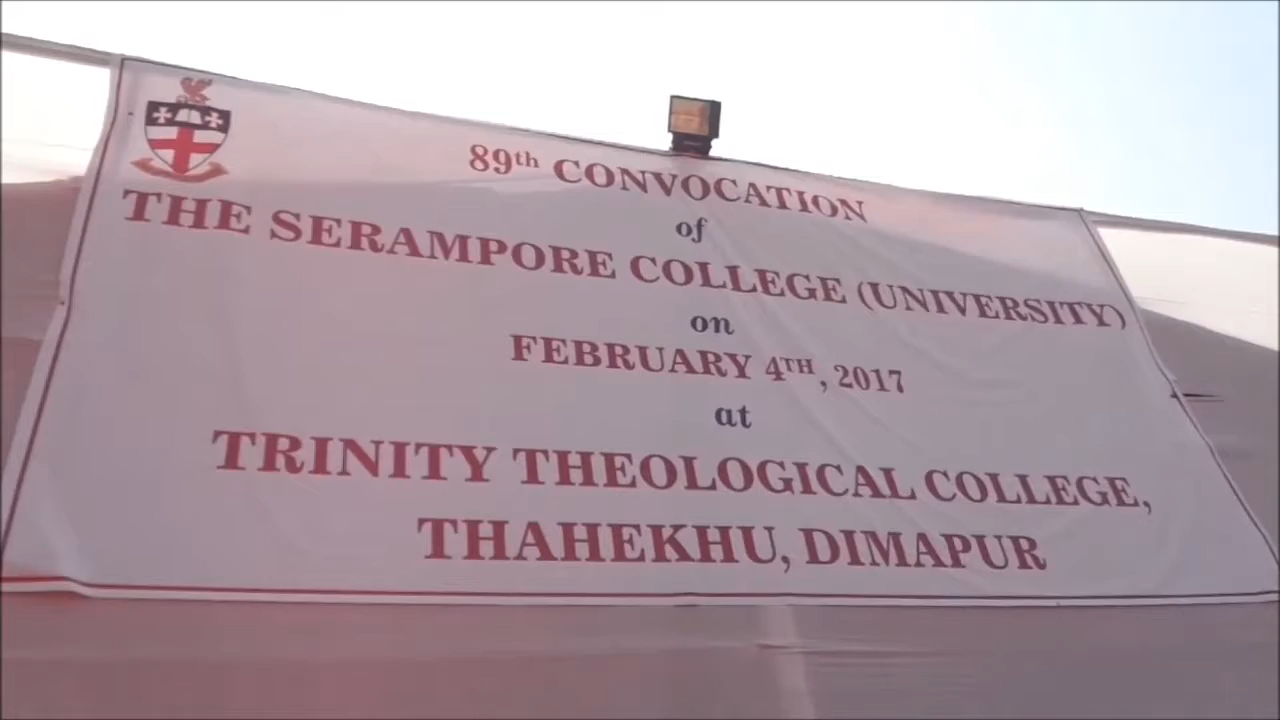 89th CONVOCATION
of
THE SERAMPORE COLLEGE (UNIVERSITY)
on
FEBRUARY 4TH, 2017
at
TRINITY THEOLOGICAL COLLEGE,
THAHEKHU, DIMAPUR